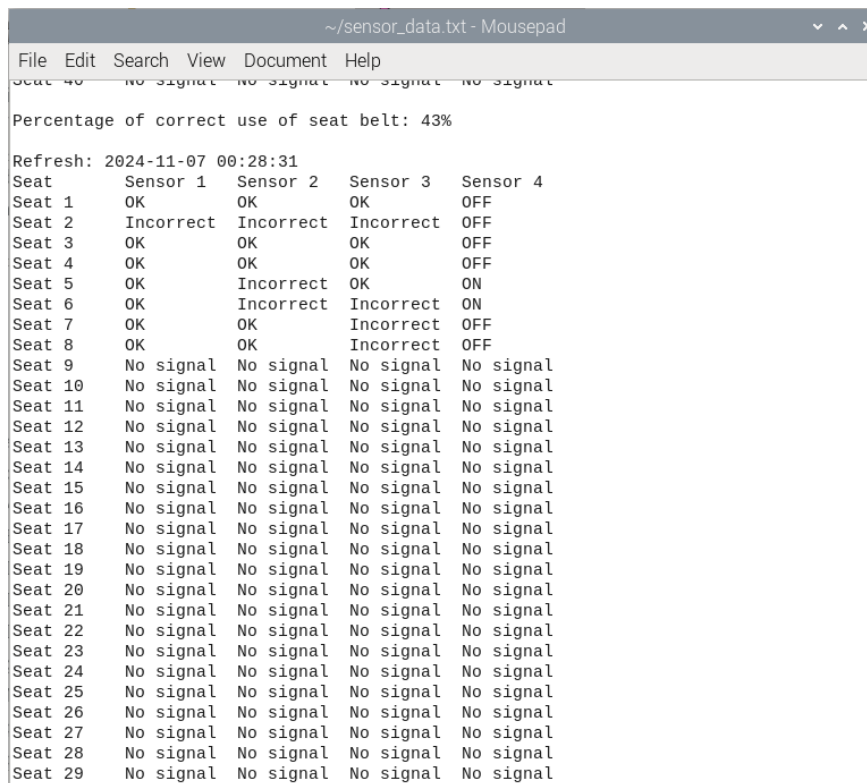 ~/sensor_data.txt - Mousepad
File Edit Search View Document Help
Seat 40 No signal No signal No signal No signal
Percentage of correct use of seat belt: 43%
Refresh: 2024-11-07 00:28:31
Seat Sensor 1 Sensor 2 Sensor 3 Sensor 4
Seat 1 OK OK OK OFF
Seat 2 Incorrect Incorrect Incorrect OFF
Seat 3 OK OK OK OFF
Seat 4 OK OK OK OFF
Seat 5 OK Incorrect OK ON
Seat 6 OK Incorrect Incorrect ON
Seat 7 OK OK Incorrect OFF
Seat 8 OK OK Incorrect OFF
Seat 9 No signal No signal No signal No signal
Seat 10 No signal No signal No signal No signal
Seat 11 No signal No signal No signal No signal
Seat 12 No signal No signal No signal No signal
Seat 13 No signal No signal No signal No signal
Seat 14 No signal No signal No signal No signal
Seat 15 No signal No signal No signal No signal
Seat 16 No signal No signal No signal No signal
Seat 17 No signal No signal No signal No signal
Seat 18 No signal No signal No signal No signal
Seat 19 No signal No signal No signal No signal
Seat 20 No signal No signal No signal No signal
Seat 21 No signal No signal No signal No signal
Seat 22 No signal No signal No signal No signal
Seat 23 No signal No signal No signal No signal
Seat 24 No signal No signal No signal No signal
Seat 25 No signal No signal No signal No signal
Seat 26 No signal No signal No signal No signal
Seat 27 No signal No signal No signal No signal
Seat 28 No signal No signal No signal No signal
Seat 29 No signal No signal No signal No signal